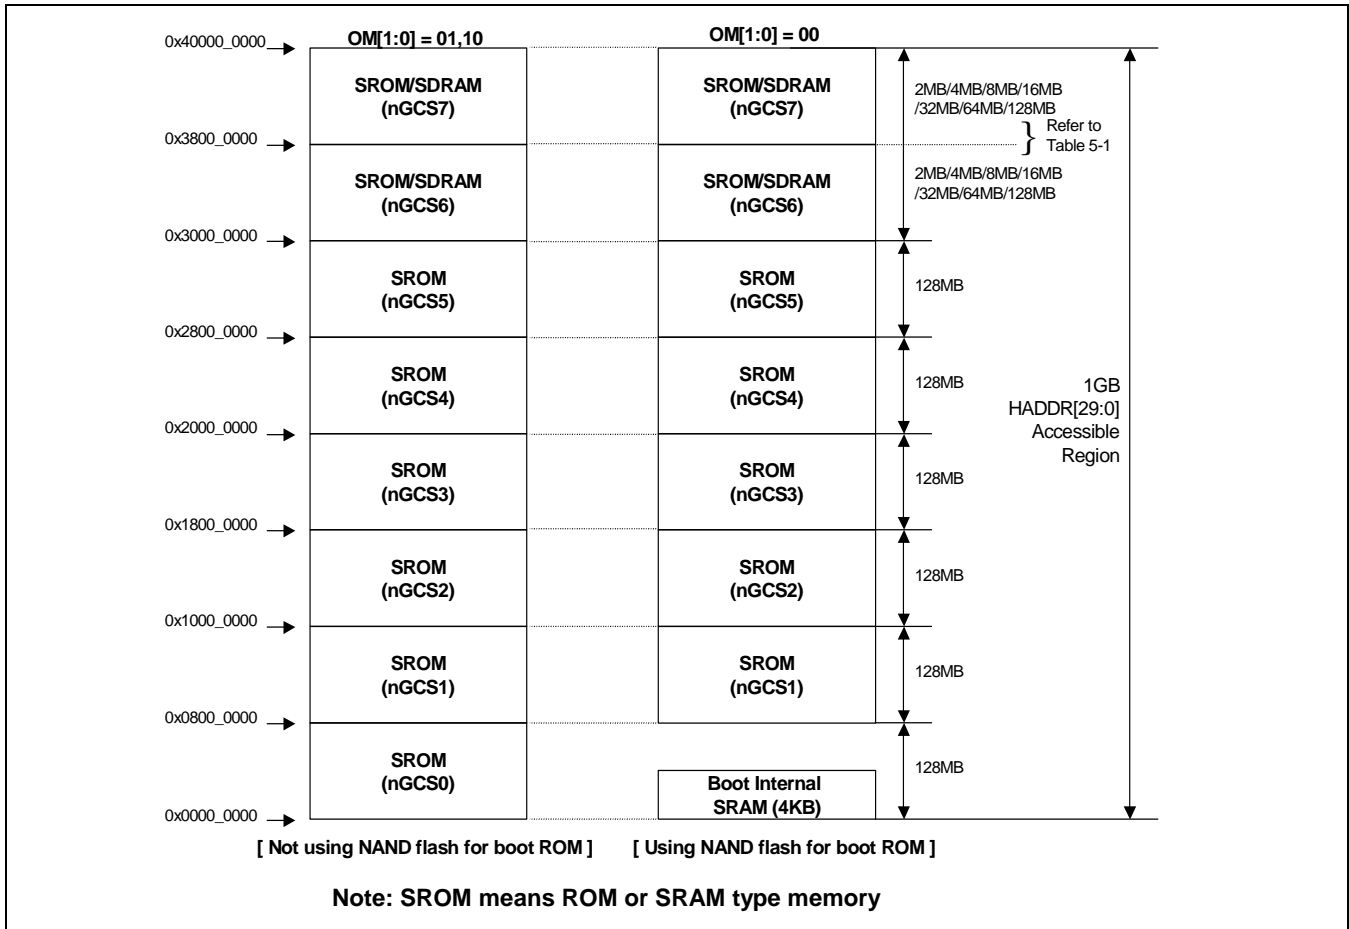 OM[1:0] = 01,10
OM[1:0] = 00
0x40000_0000
SROM/SDRAM
(nGCS7)
SROM/SDRAM
(nGCS7)
2MB/4MB/8MB/16MB
/32MB/64MB/128MB
0x3800_0000
} Refer to
Table 5-1
SROM/SDRAM
(nGCS6)
SROM/SDRAM
(nGCS6)
2MB/4MB/8MB/16MB
/32MB/64MB/128MB
0x3000_0000
SROM
(nGCS5)
SROM
(nGCS5)
128MB
0x2800_0000
SROM
(nGCS4)
SROM
(nGCS4)
128MB
1GB
HADDR[29:0]
Accessible
Region
0x2000_0000
SROM
(nGCS3)
SROM
(nGCS3)
128MB
0x1800_0000
SROM
(nGCS2)
SROM
(nGCS2)
128MB
0x1000_0000
SROM
(nGCS1)
SROM
(nGCS1)
128MB
0x0800_0000
SROM
(nGCS0)
Boot Internal
SRAM (4KB)
128MB
0x0000_0000
[ Not using NAND flash for boot ROM ]
[ Using NAND flash for boot ROM ]
Note: SROM means ROM or SRAM type memory